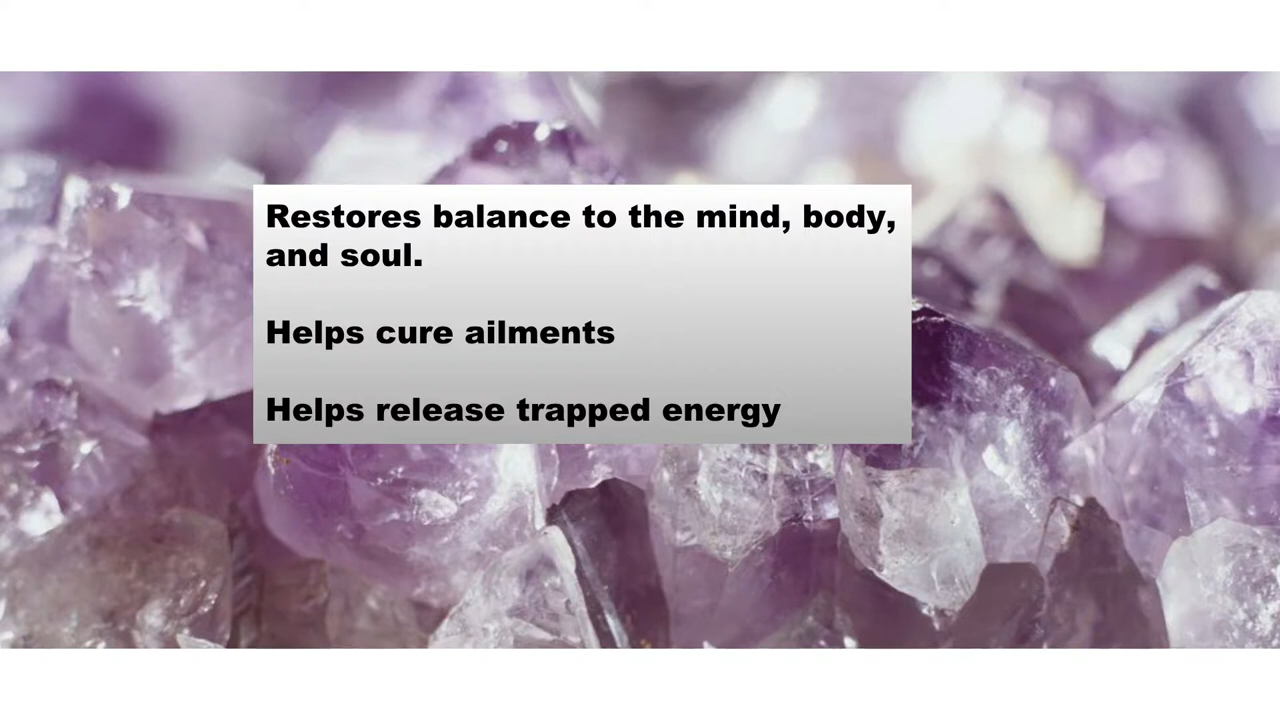 Restores balance to the mind, body,
and soul.
Helps cure ailments
Helps release trapped energy